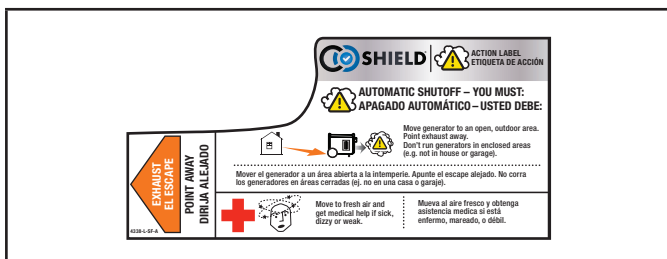 CO SHIELD
ACTION LABEL
ETIQUETA DE ACCIÓN
AUTOMATIC SHUTOFF – YOU MUST:
APAGADO AUTOMÁTICO – USTED DEBE:
Move generator to an open, outdoor area.
Point exhaust away.
Don't run generators in enclosed areas
(e.g. not in house or garage).
Mover el generador a un área abierta a la intemperie. Apunte el escape alejado. No corra
los generadores en áreas cerradas (ej. no en una casa o garaje).
Move to fresh air and
get medical help if sick,
dizzy or weak.
Mueva al aire fresco y obtenga
asistencia medica si está
enfermo, mareado, o débil.
EXHAUST
EL ESCAPE
POINT AWAY
DIRIJA ALEJADO
4338-L-SF-A